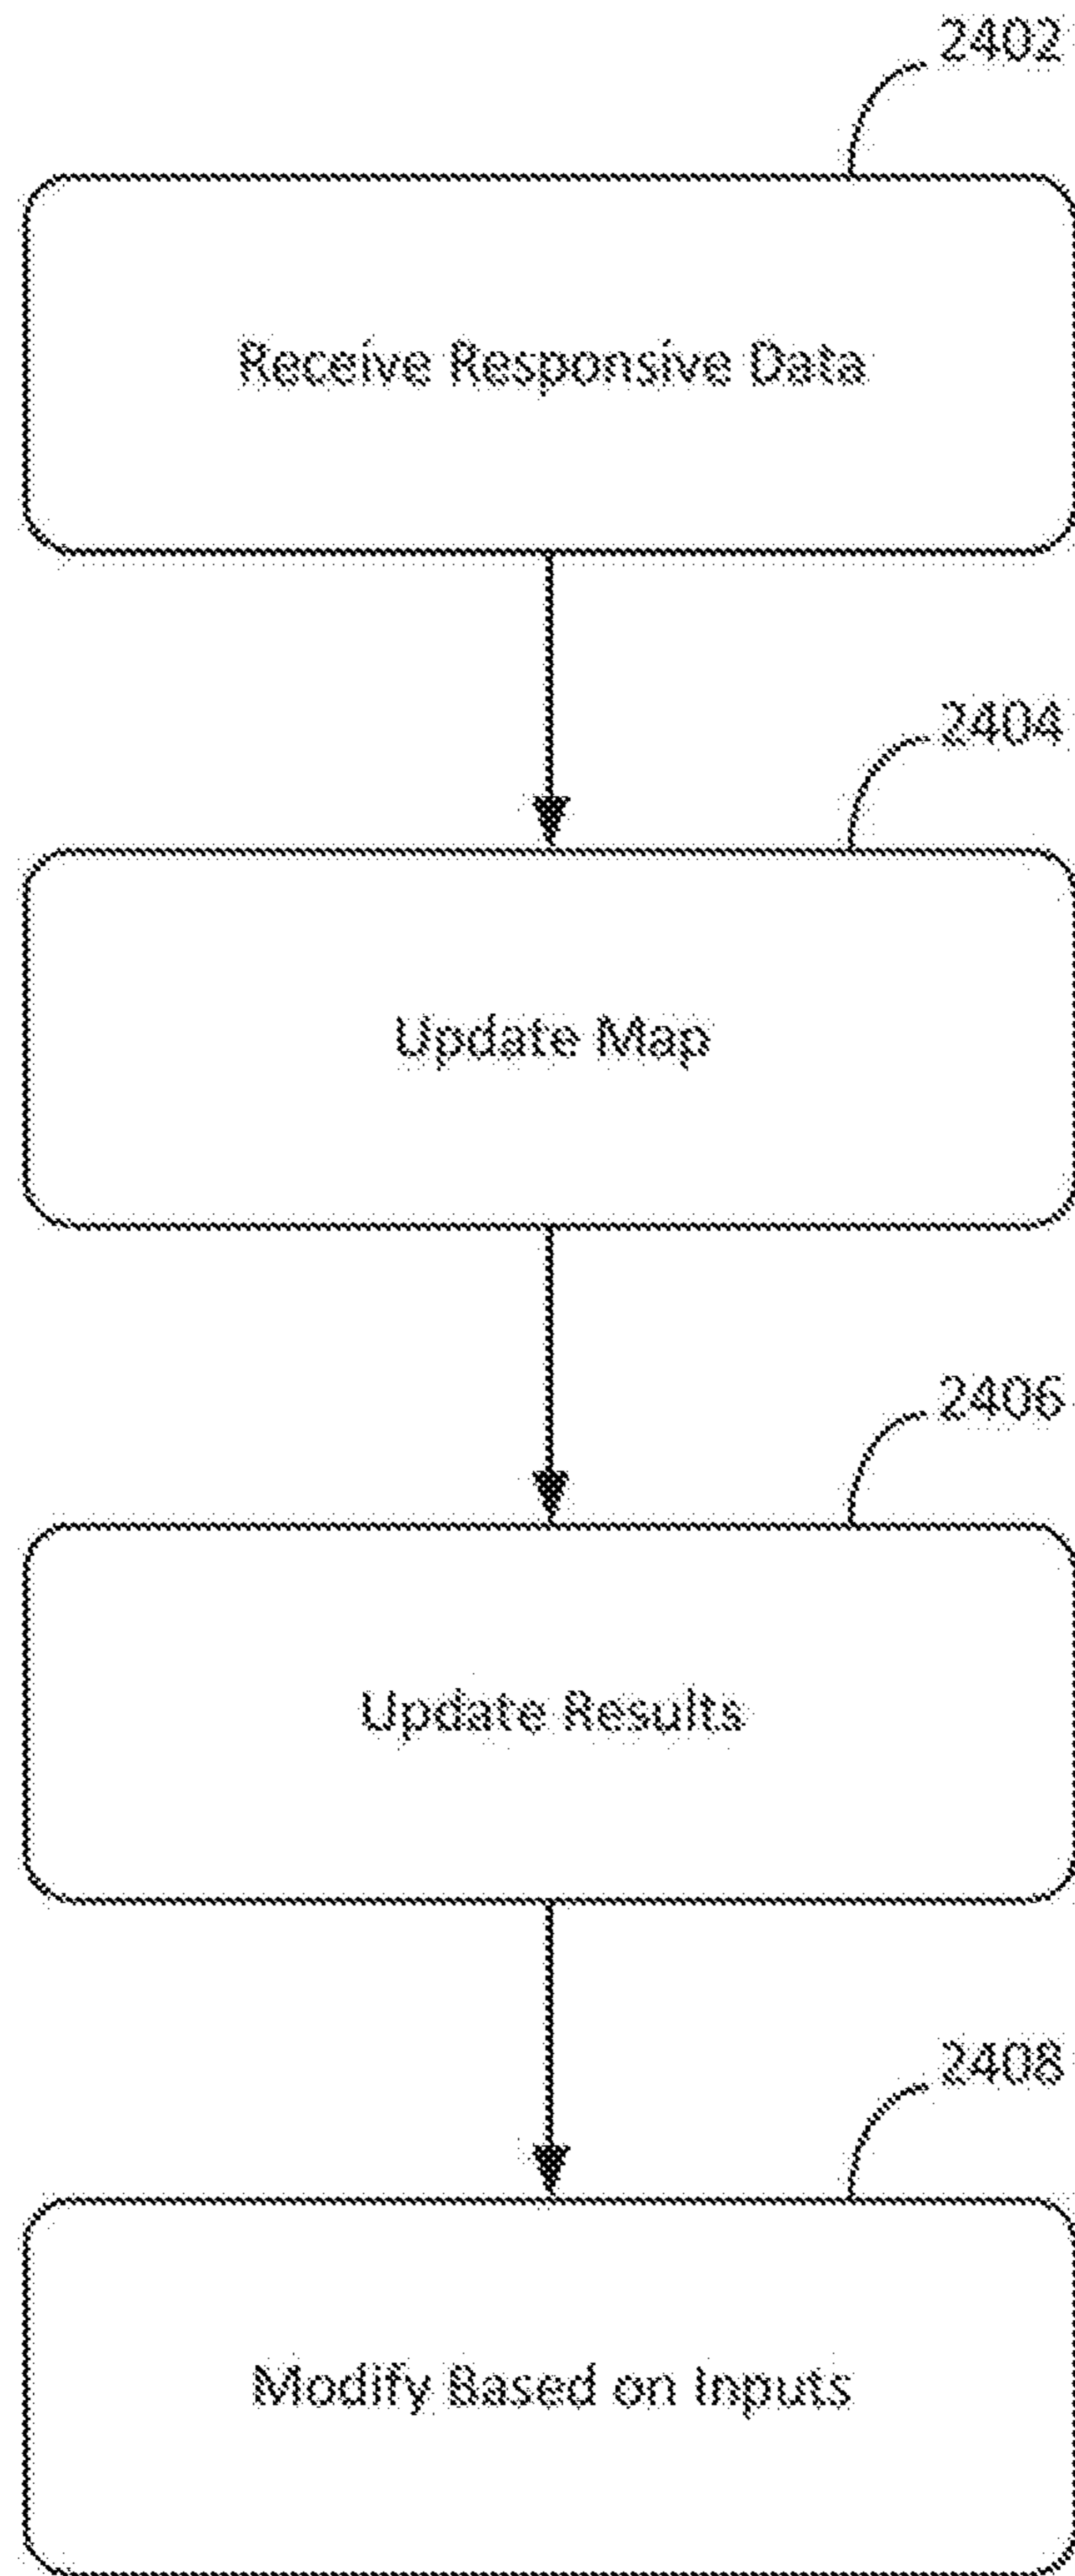 2402
Receive Responsive Data
2404
Update Map
2406
Update Results
2408
Modify Based on Inputs